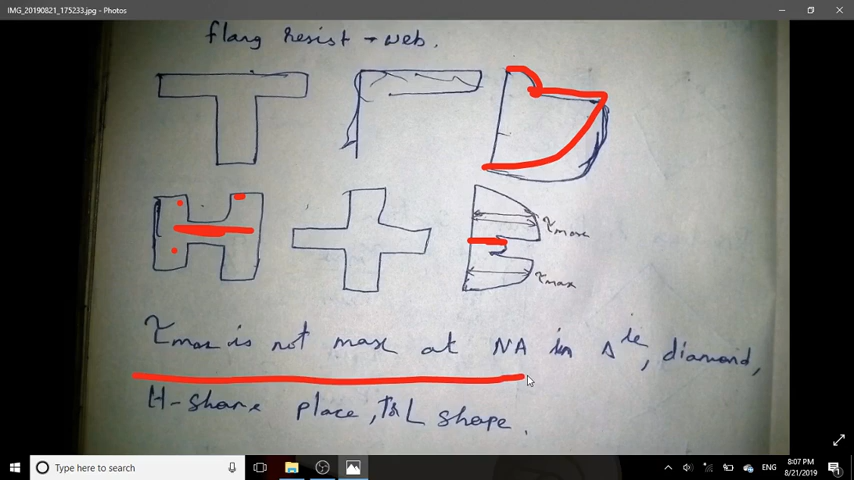 IMG_20190821_175233.jpg - Photos
flang resist → web.
τmax
τmax
τmax is not max at NA in Δle, diamond,
H-shape place, T&L shape.
Type here to search
ENG
8:07 PM
8/21/2019